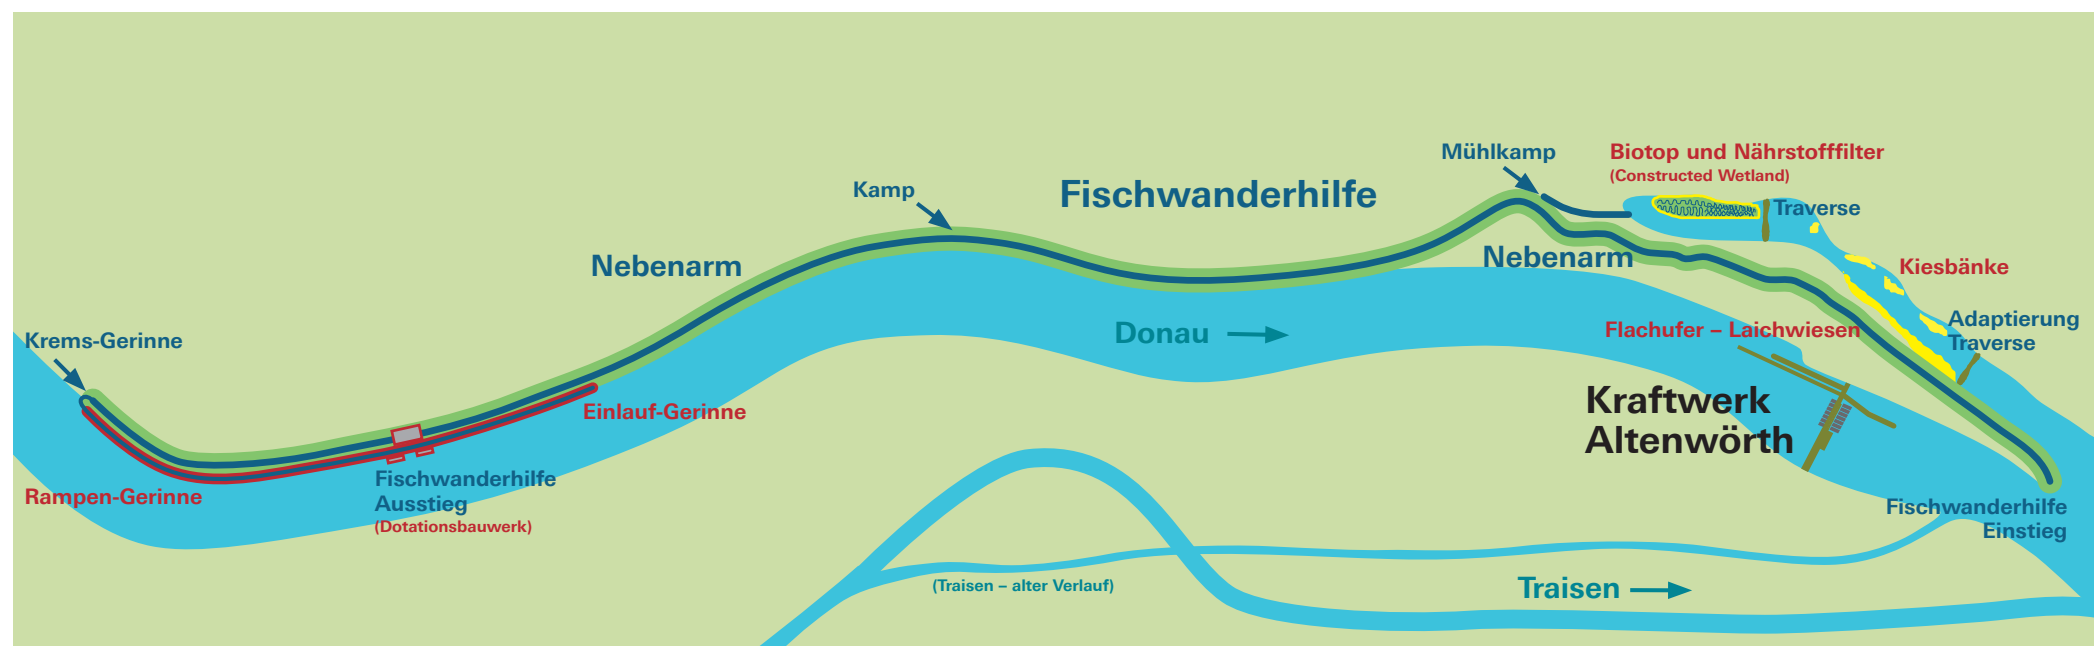 Mühlkamp
Biotop und Nährstofffilter
(Constructed Wetland)
Kamp
Fischwanderhilfe
Traverse
Nebenarm
Nebenarm
Kiesbänke
Krems-Gerinne
Donau
Flachufer – Laichwiesen
Adaptierung
Traverse
Einlauf-Gerinne
Kraftwerk
Altenwörth
Rampen-Gerinne
Fischwanderhilfe
Ausstieg
(Dotationsbauwerk)
Fischwanderhilfe
Einstieg
(Traisen – alter Verlauf)
Traisen